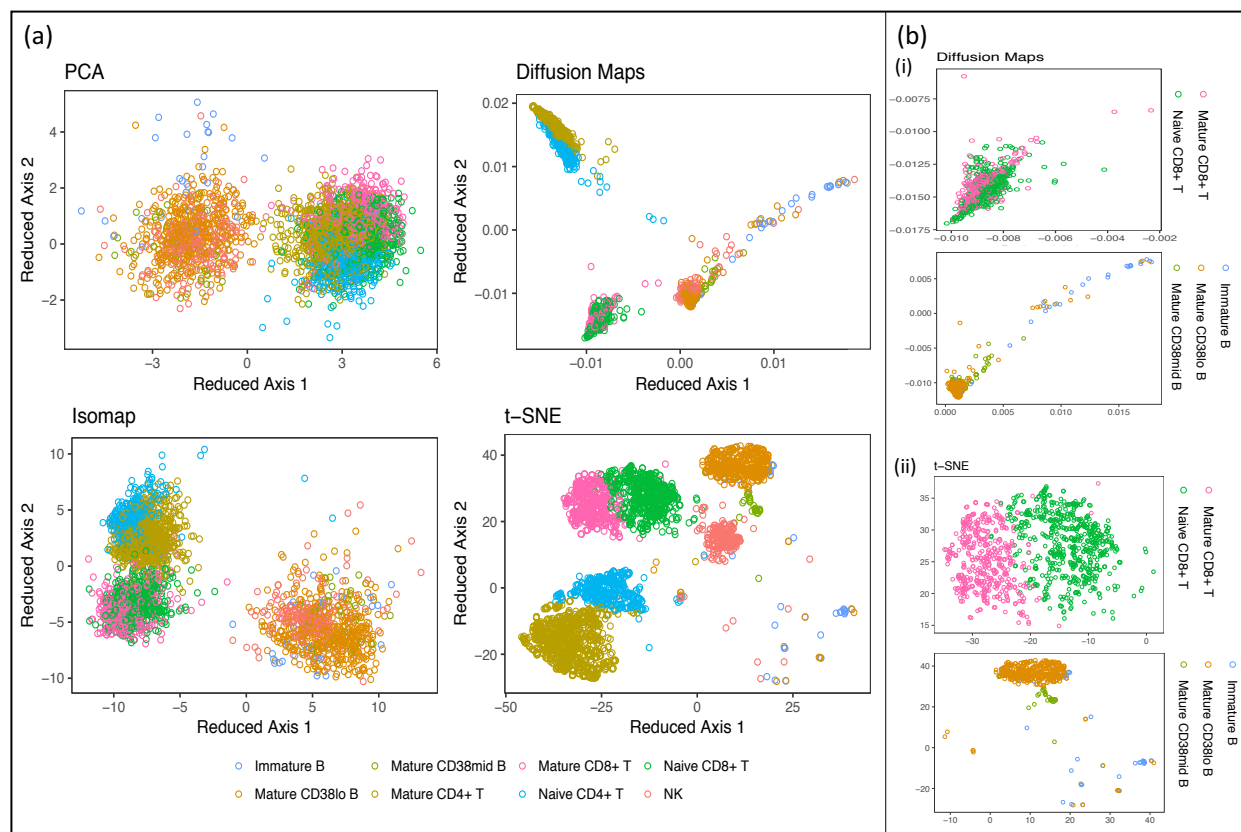 (a)
PCA
Reduced Axis 2
4
2
0
−2
−3
0
3
6
Reduced Axis 1
Diffusion Maps
Reduced Axis 2
0.02
0.01
0.00
−0.01
−0.01
0.00
0.01
Reduced Axis 1
Isomap
Reduced Axis 2
10
5
0
−5
−10
−10
−5
0
5
10
Reduced Axis 1
t−SNE
Reduced Axis 2
40
20
0
−20
−50
−25
0
25
Reduced Axis 1
Immature B
Mature CD38mid B
Mature CD8+ T
Naive CD8+ T
Mature CD38lo B
Mature CD4+ T
Naive CD4+ T
NK
(b)
(i)
Diffusion Maps
−0.0075
−0.0100
−0.0125
−0.0150
−0.0175
−0.010
−0.008
−0.006
−0.004
−0.002
Mature CD8+ T
Naive CD8+ T
0.005
0.000
−0.005
−0.010
0.000
0.005
0.010
0.015
Immature B
Mature CD38lo B
Mature CD38mid B
(ii)
t−SNE
35
30
25
20
15
−30
−20
−10
−0
Mature CD8+ T
Naive CD8+ T
40
20
0
−20
−10
0
10
20
30
40
Immature B
Mature CD38lo B
Mature CD38mid B